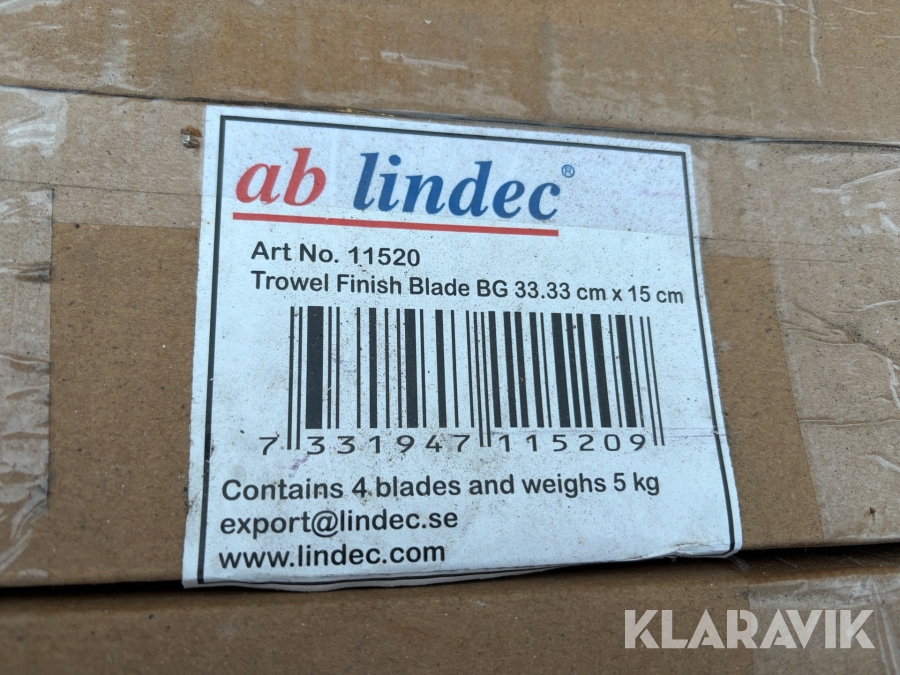 ab lindec®
Art No. 11520
Trowel Finish Blade BG 33.33 cm x 15 cm
7 331947 115209
Contains 4 blades and weighs 5 kg
export@lindec.se
www.lindec.com
KLARAVIK